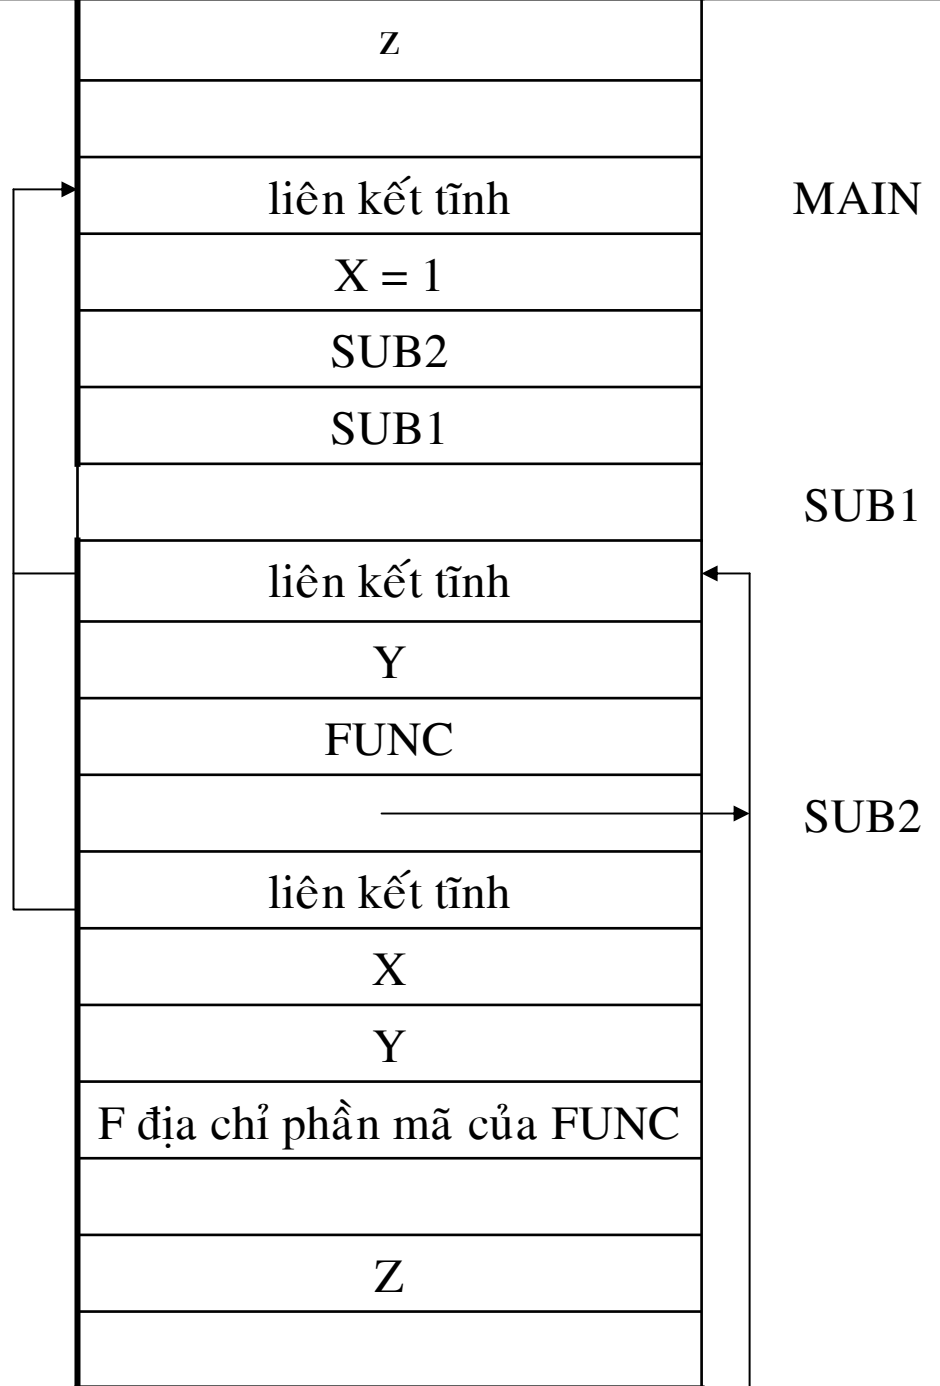 z
liên kết tĩnh MAIN
X = 1
SUB2
SUB1
SUB1
liên kết tĩnh
Y
FUNC
SUB2
liên kết tĩnh
X
Y
F địa chỉ phần mã của FUNC
Z